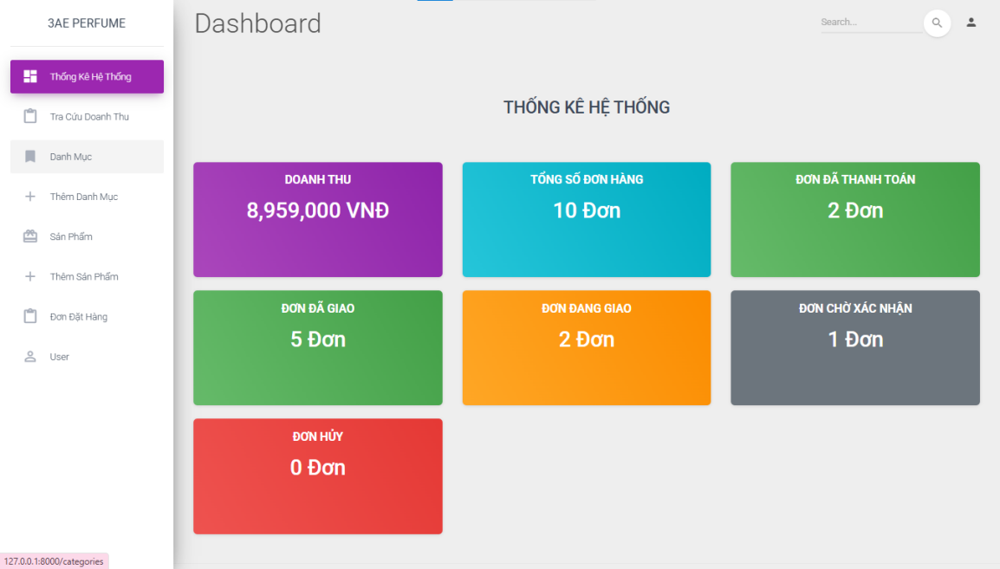 3AE PERFUME
Dashboard
Search...
Thống Kê Hệ Thống
Tra Cứu Doanh Thu
Danh Mục
Thêm Danh Mục
Sản Phẩm
Thêm Sản Phẩm
Đơn Đặt Hàng
User
THỐNG KÊ HỆ THỐNG
DOANH THU
8,959,000 VNĐ
TỔNG SỐ ĐƠN HÀNG
10 Đơn
ĐƠN ĐÃ THANH TOÁN
2 Đơn
ĐƠN ĐÃ GIAO
5 Đơn
ĐƠN ĐANG GIAO
2 Đơn
ĐƠN CHỜ XÁC NHẬN
1 Đơn
ĐƠN HỦY
0 Đơn
127.0.0.1:8000/categories